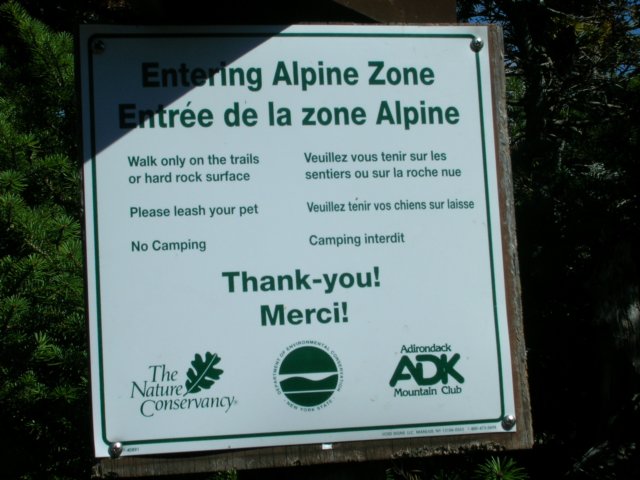 Entering Alpine Zone
Entrée de la zone Alpine
Walk only on the trails
or hard rock surface
Veuillez vous tenir sur les
sentiers ou sur la roche nue
Please leash your pet
Veuillez tenir vos chiens sur laisse
No Camping
Camping interdit
Thank-you!
Merci!
The
Nature
Conservancy
DEPARTMENT OF ENVIRONMENTAL CONSERVATION
NEW YORK STATE
Adirondack
ADK
Mountain Club